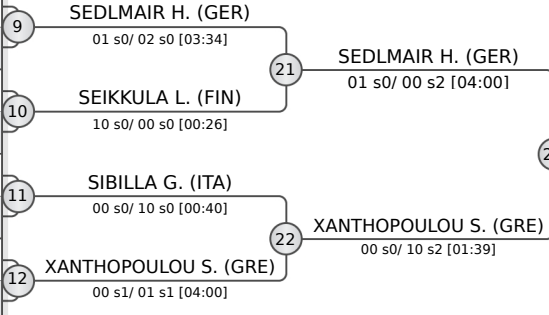 SEDLMAIR H. (GER)
9
01 s0/ 02 s0 [03:34]
21
SEDLMAIR H. (GER)
01 s0/ 00 s2 [04:00]
SEIKKULA L. (FIN)
10
10 s0/ 00 s0 [00:26]
SIBILLA G. (ITA)
11
00 s0/ 10 s0 [00:40]
22
XANTHOPOULOU S. (GRE)
00 s0/ 10 s2 [01:39]
XANTHOPOULOU S. (GRE)
12
00 s1/ 01 s1 [04:00]